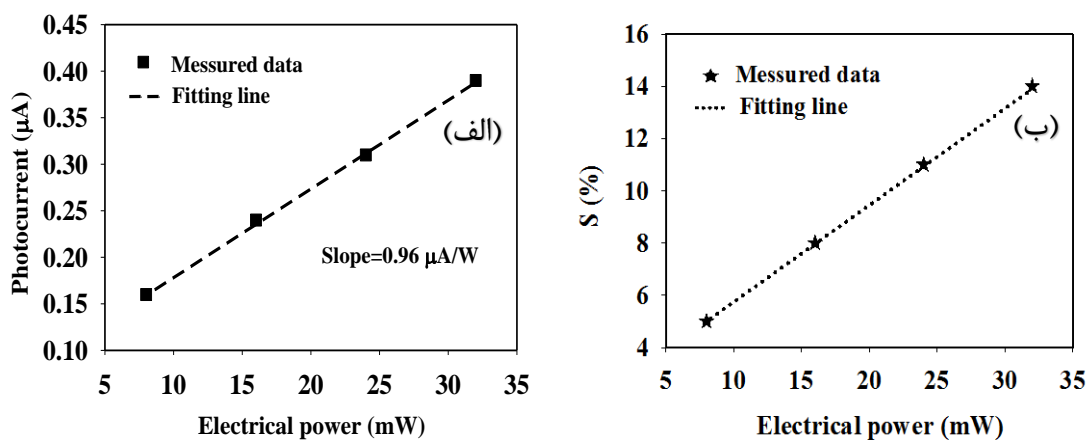 0.45
0.40
0.35
0.30
0.25
0.20
0.15
0.10
Photocurrent (µA)
Messured data
Fitting line
(الف)
Slope=0.96 µA/W
5 10 15 20 25 30 35
Electrical power (mW)
16
14
12
10
8
6
4
S (%)
Messured data
Fitting line
(ب)
5 10 15 20 25 30 35
Electrical power (mW)